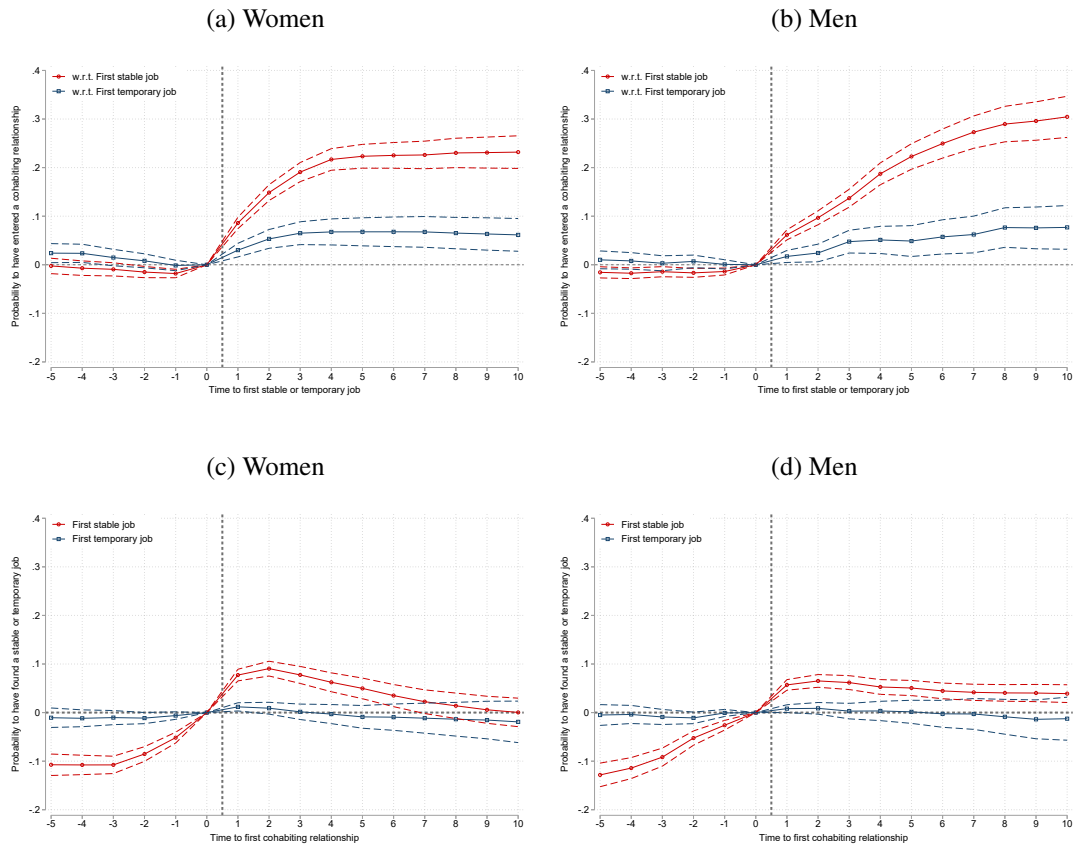 (a) Women
(b) Men
.4
.3
.2
.1
0
-.1
-.2
Probability to have entered a cohabiting relationship
w.r.t. First stable job
w.r.t. First temporary job
-5 -4 -3 -2 -1 0 1 2 3 4 5 6 7 8 9 10
Time to first stable or temporary job
.4
.3
.2
.1
0
-.1
-.2
Probability to have entered a cohabiting relationship
w.r.t. First stable job
w.r.t. First temporary job
-5 -4 -3 -2 -1 0 1 2 3 4 5 6 7 8 9 10
Time to first stable or temporary job
(c) Women
(d) Men
.4
.3
.2
.1
0
-.1
-.2
Probability to have found a stable or temporary job
First stable job
First temporary job
-5 -4 -3 -2 -1 0 1 2 3 4 5 6 7 8 9 10
Time to first cohabiting relationship
.4
.3
.2
.1
0
-.1
-.2
Probability to have found a stable or temporary job
First stable job
First temporary job
-5 -4 -3 -2 -1 0 1 2 3 4 5 6 7 8 9 10
Time to first cohabiting relationship